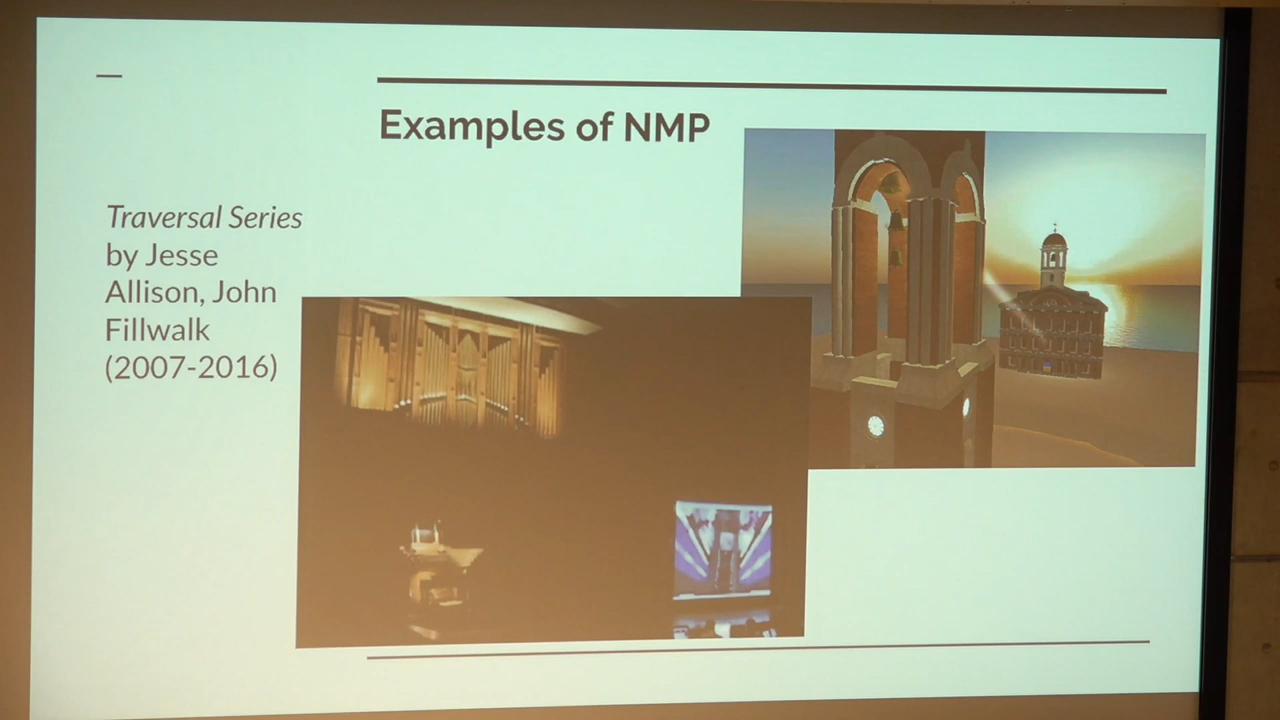 Examples of NMP
Traversal Series
by Jesse
Allison, John
Fillwalk
(2007-2016)